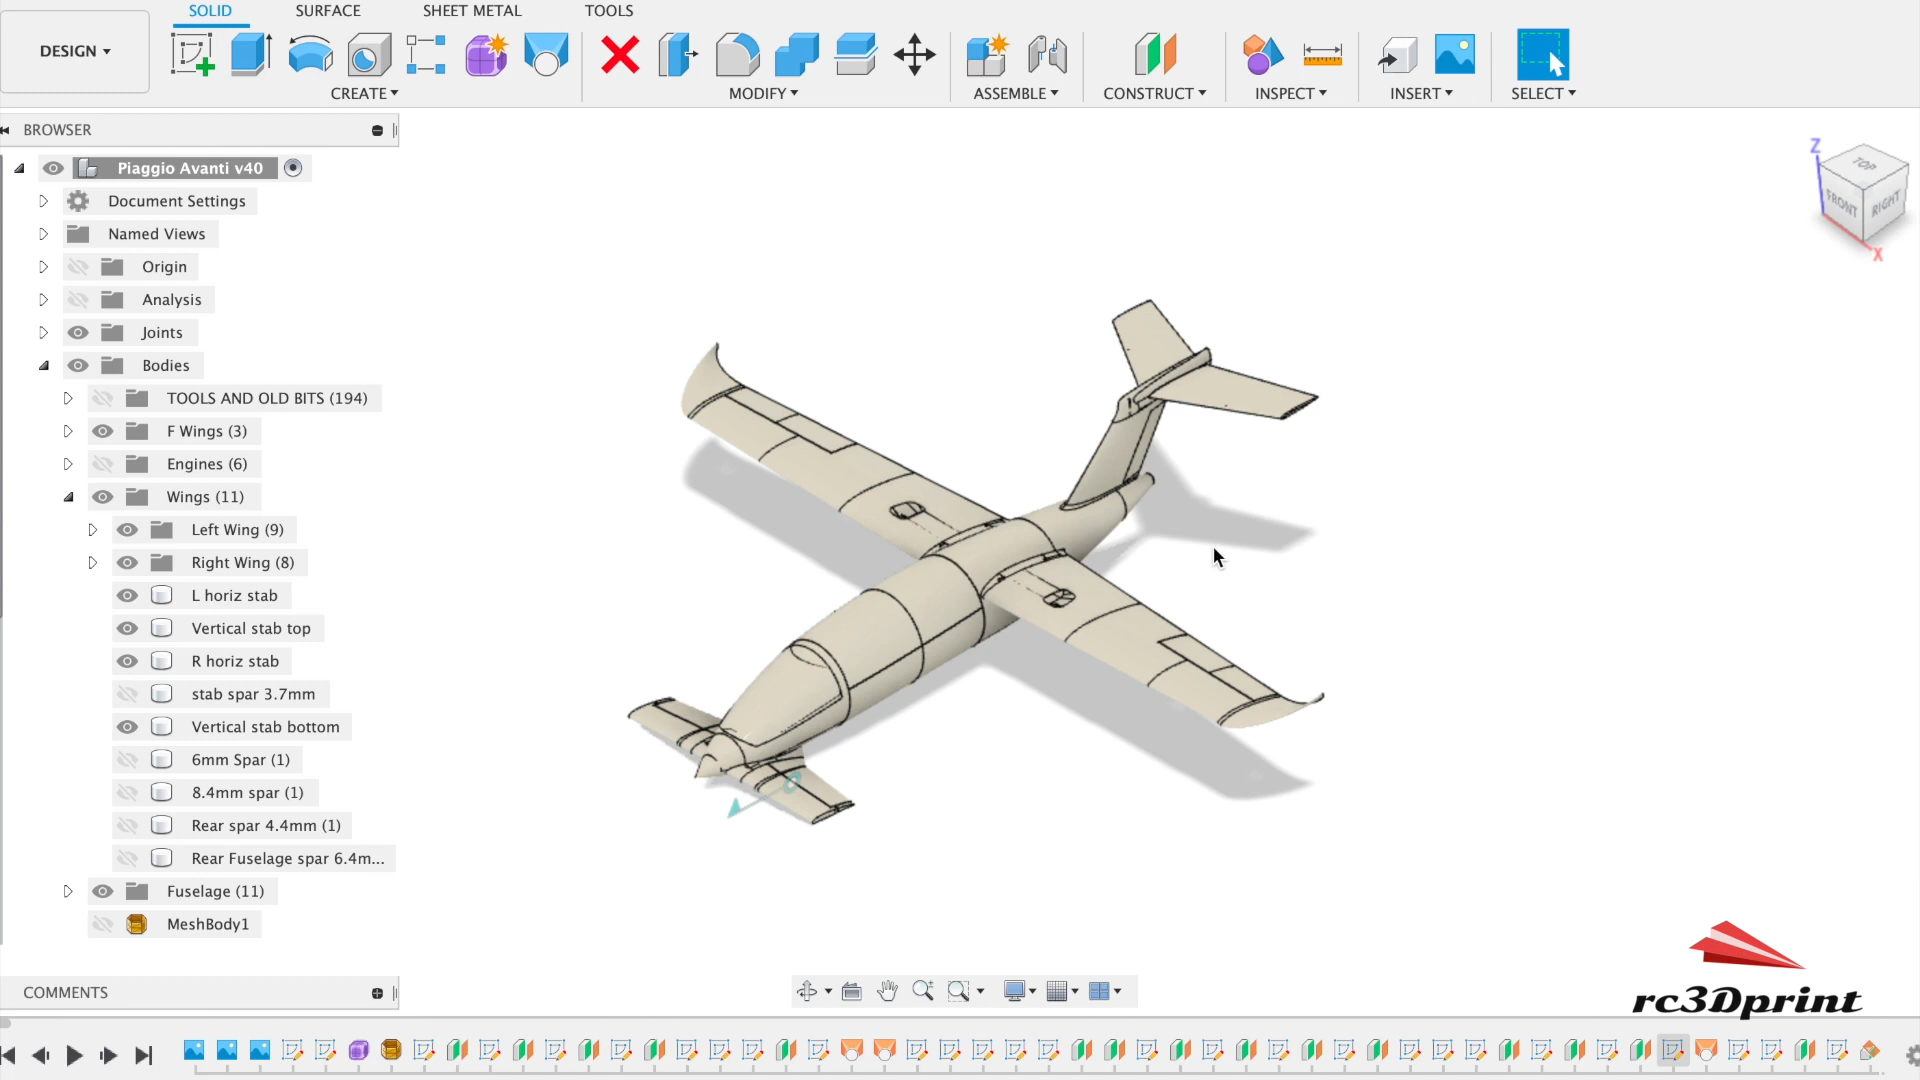 SOLID SURFACE SHEET METAL TOOLS
DESIGN
CREATE MODIFY ASSEMBLE CONSTRUCT INSPECT INSERT SELECT
BROWSER
Piaggio Avanti v40
Document Settings
Named Views
Origin
Analysis
Joints
Bodies
TOOLS AND OLD BITS (194)
F Wings (3)
Engines (6)
Wings (11)
Left Wing (9)
Right Wing (8)
L horiz stab
Vertical stab top
R horiz stab
stab spar 3.7mm
Vertical stab bottom
6mm Spar (1)
8.4mm spar (1)
Rear spar 4.4mm (1)
Rear Fuselage spar 6.4m...
Fuselage (11)
MeshBody1
COMMENTS
Z
TOP
FRONT RIGHT
X
rc3Dprint